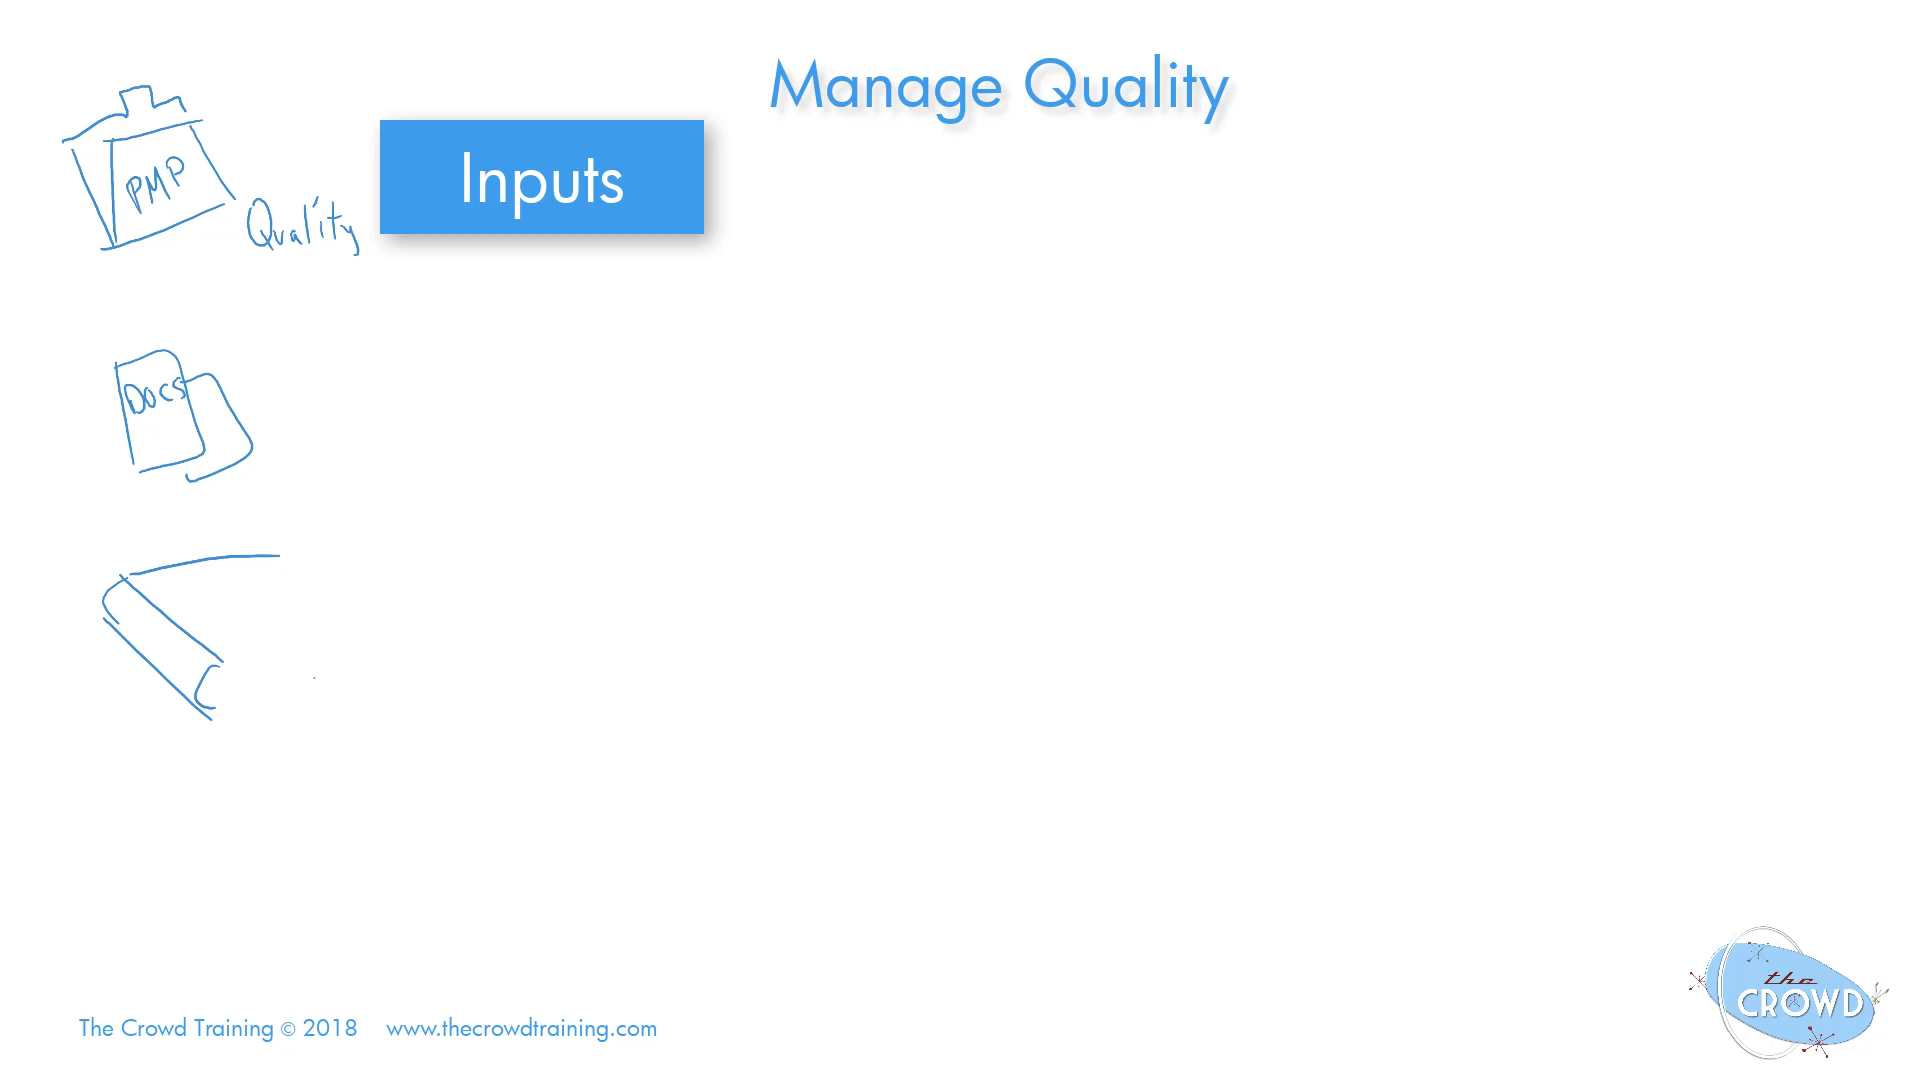 Manage Quality
Inputs
PMP
Quality
DOCS
The Crowd Training © 2018 www.thecrowdtraining.com
the
CROWD